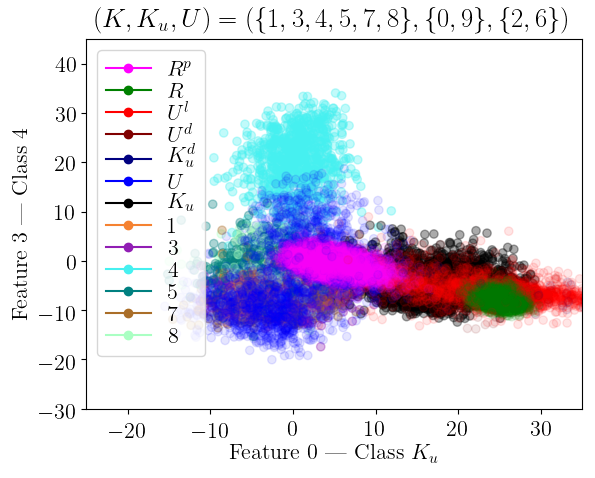 (K, K_u, U) = ({1, 3, 4, 5, 7, 8}, {0, 9}, {2, 6})
Feature 3 — Class 4
40
30
20
10
0
−10
−20
−30
R^p
R
U^l
U^d
K_u^d
U
K_u
1
3
4
5
7
8
−20
−10
0
10
20
30
Feature 0 — Class K_u